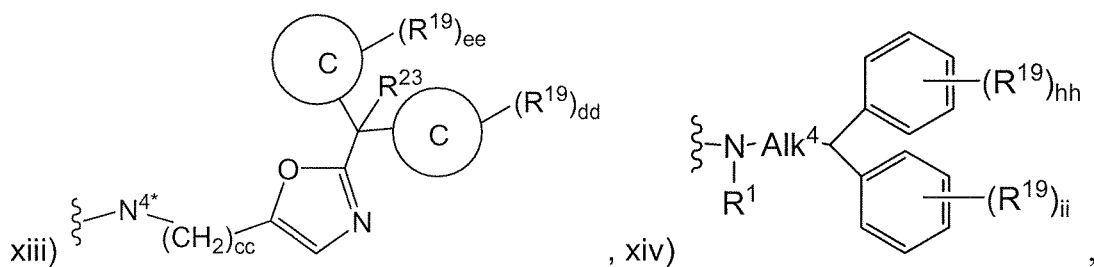 C (R¹⁹)ee
R²³ C (R¹⁹)dd
xiii) N⁴* (CH₂)cc O N , xiv) N R¹ Alk⁴ (R¹⁹)hh (R¹⁹)ii ,